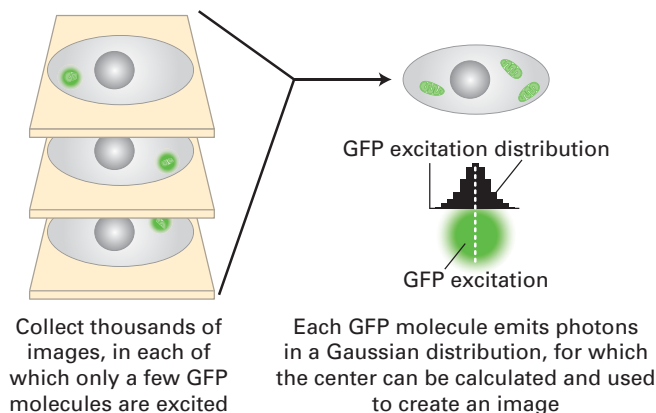 GFP excitation distribution
GFP excitation
Collect thousands of
images, in each of
which only a few GFP
molecules are excited
Each GFP molecule emits photons
in a Gaussian distribution, for which
the center can be calculated and used
to create an image